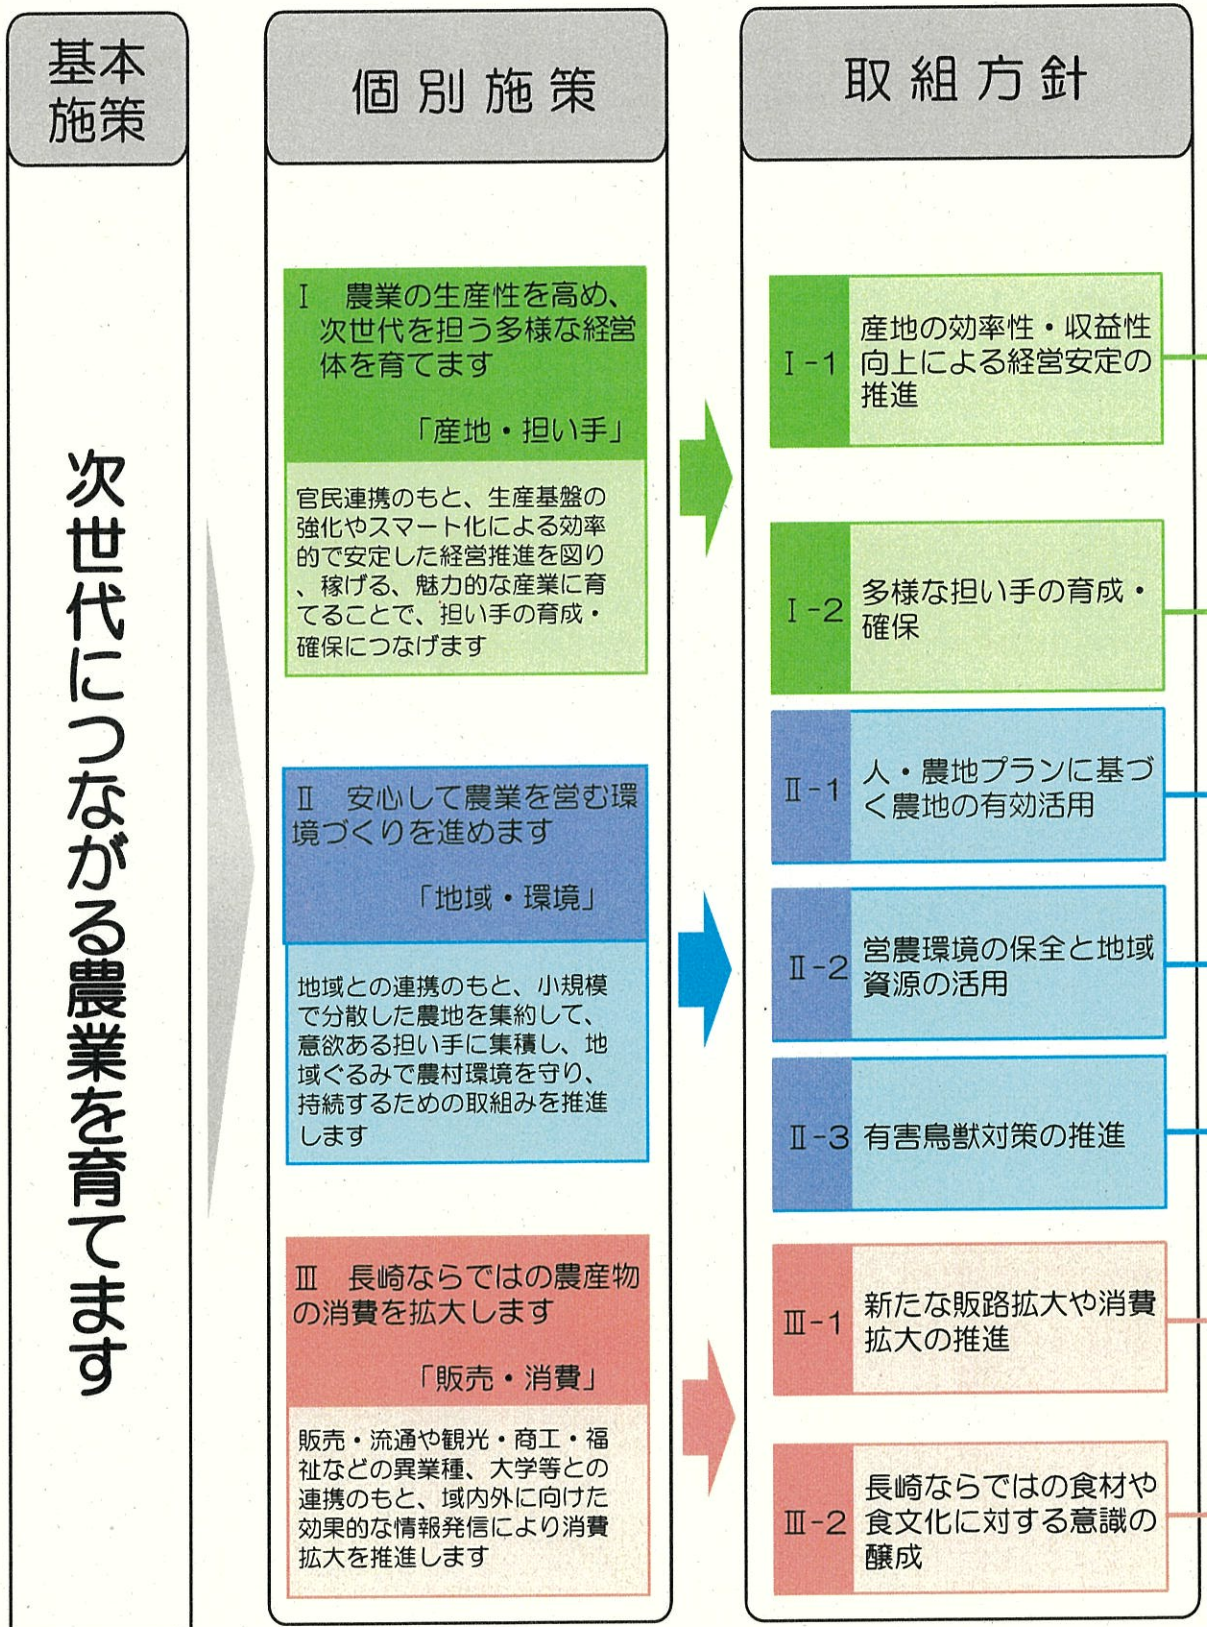 基本
施策
次世代につながる農業を育てます
個別施策
Ⅰ 農業の生産性を高め、
次世代を担う多様な経営
体を育てます
「産地・担い手」
官民連携のもと、生産基盤の
強化やスマート化による効率
的で安定した経営推進を図り
、稼げる、魅力的な産業に育
てることで、担い手の育成・
確保につなげます
Ⅱ 安心して農業を営む環
境づくりを進めます
「地域・環境」
地域との連携のもと、小規模
で分散した農地を集約して、
意欲ある担い手に集積し、地
域ぐるみで農村環境を守り、
持続するための取組みを推進
します
Ⅲ 長崎ならではの農産物
の消費を拡大します
「販売・消費」
販売・流通や観光・商工・福
祉などの異業種、大学等との
連携のもと、域内外に向けた
効果的な情報発信により消費
拡大を推進します
取組方針
Ⅰ-1
産地の効率性・収益性
向上による経営安定の
推進
Ⅰ-2
多様な担い手の育成・
確保
Ⅱ-1
人・農地プランに基づ
く農地の有効活用
Ⅱ-2
営農環境の保全と地域
資源の活用
Ⅱ-3
有害鳥獣対策の推進
Ⅲ-1
新たな販路拡大や消費
拡大の推進
Ⅲ-2
長崎ならではの食材や
食文化に対する意識の
醸成